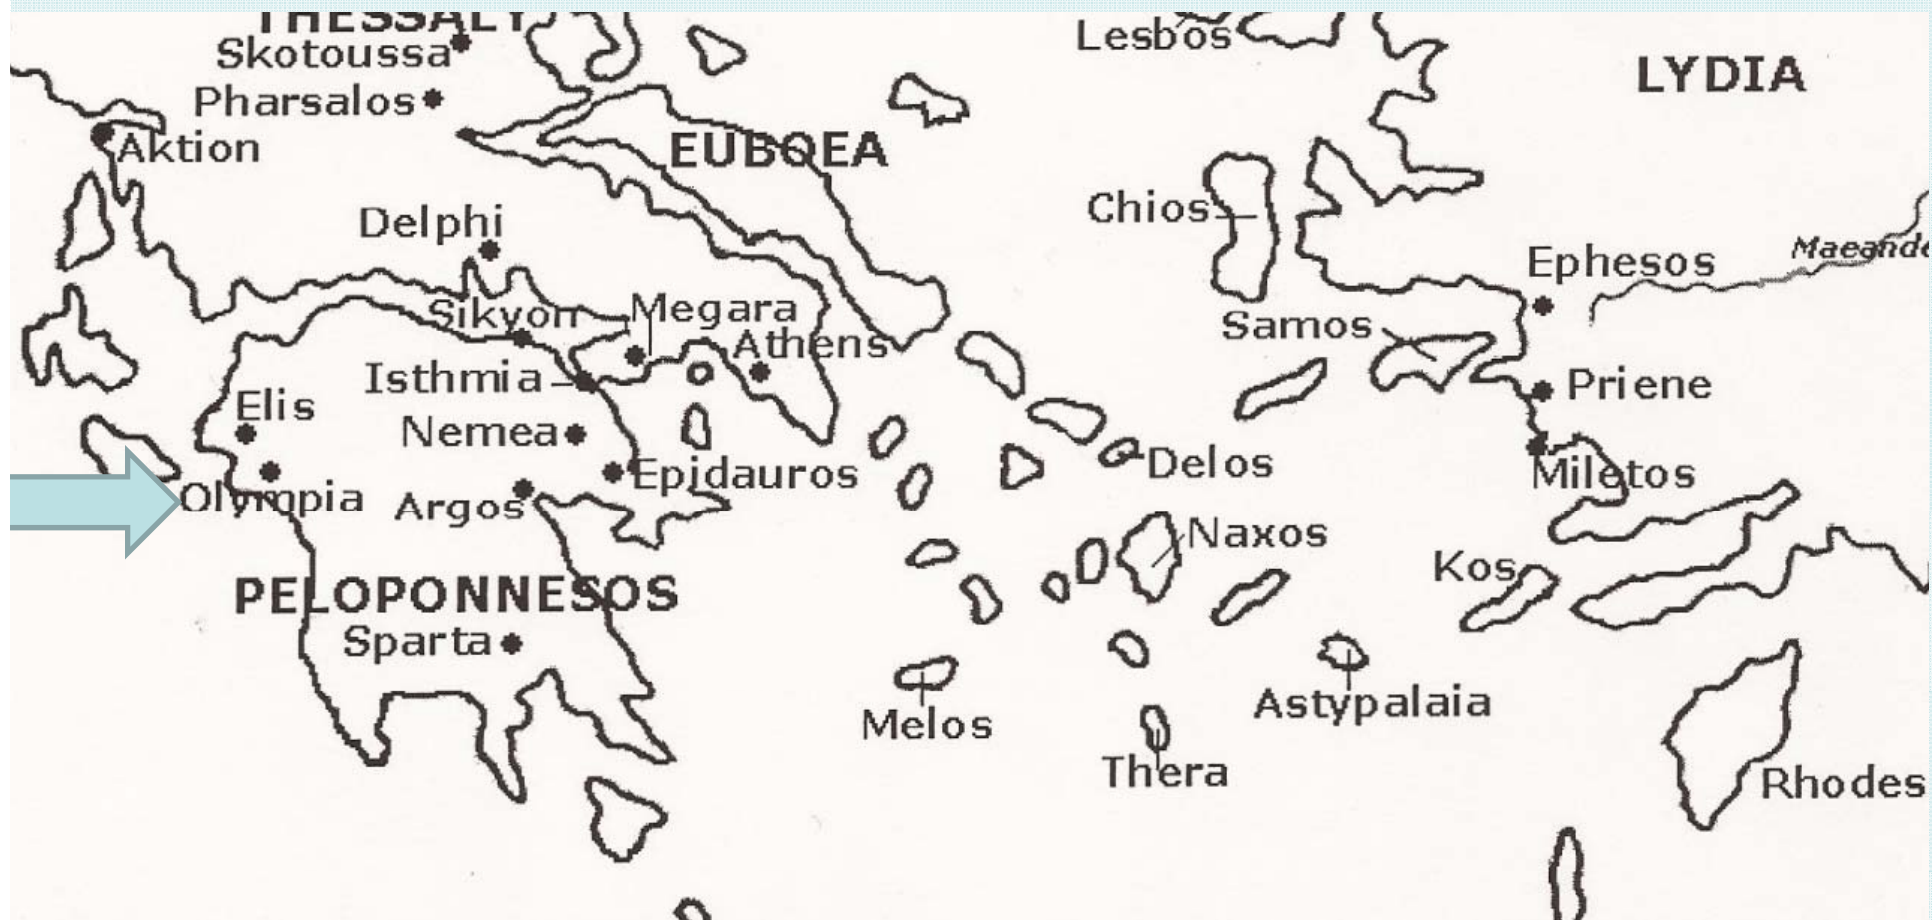 THESSALY
Skotoussa
Lesbos
LYDIA
Pharsalos
Aktion
EUBOEA
Chios
Delphi
Maeande
Ephesos
Sikyon
Megara
Samos
Athens
Isthmia
Priene
Elis
Nemea
Delos
Epidauros
Miletos
Olympia
Argos
Naxos
Kos
PELOPONNESOS
Sparta
Astypalaia
Melos
Thera
Rhodes